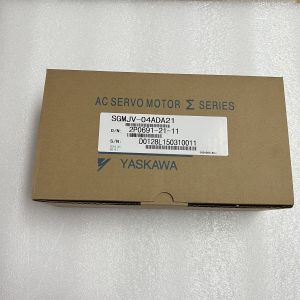 AC SERVO MOTOR Σ SERIES
SGMJV-04ADA21
O/N: 2P0691-21-11
S/N: D0128L150310011
YASKAWA